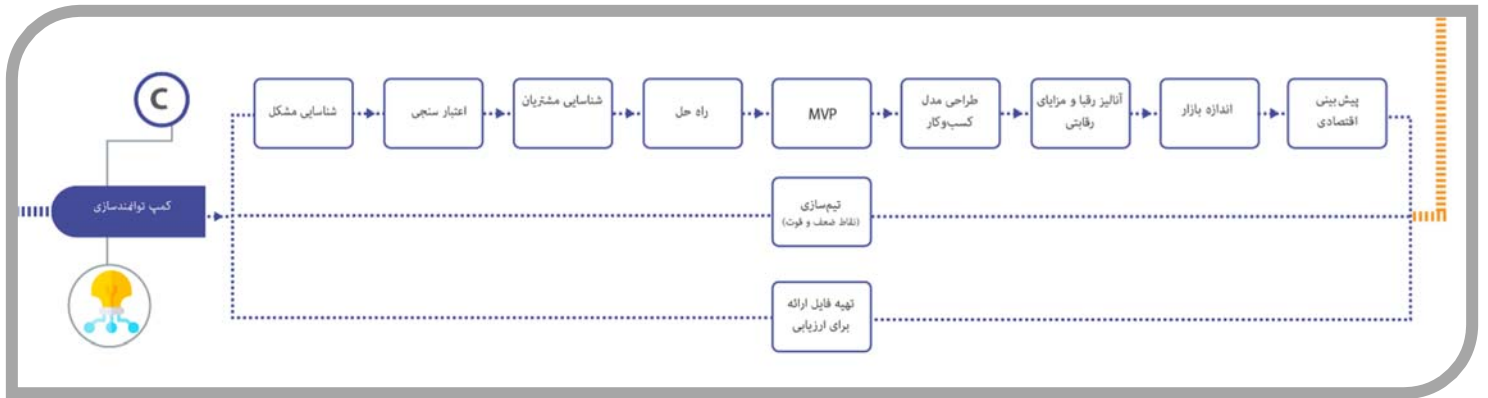 C
کمپ توانمندسازی
شناسایی مشکل
اعتبار سنجی
شناسایی مشتریان
راه حل
MVP
طراحی مدل
کسب‌وکار
آنالیز رقبا و مزایای
رقابتی
اندازه بازار
پیش‌بینی
اقتصادی
تیم‌سازی
(نقاط ضعف و قوت)
تهیه فایل ارائه
برای ارزیابی